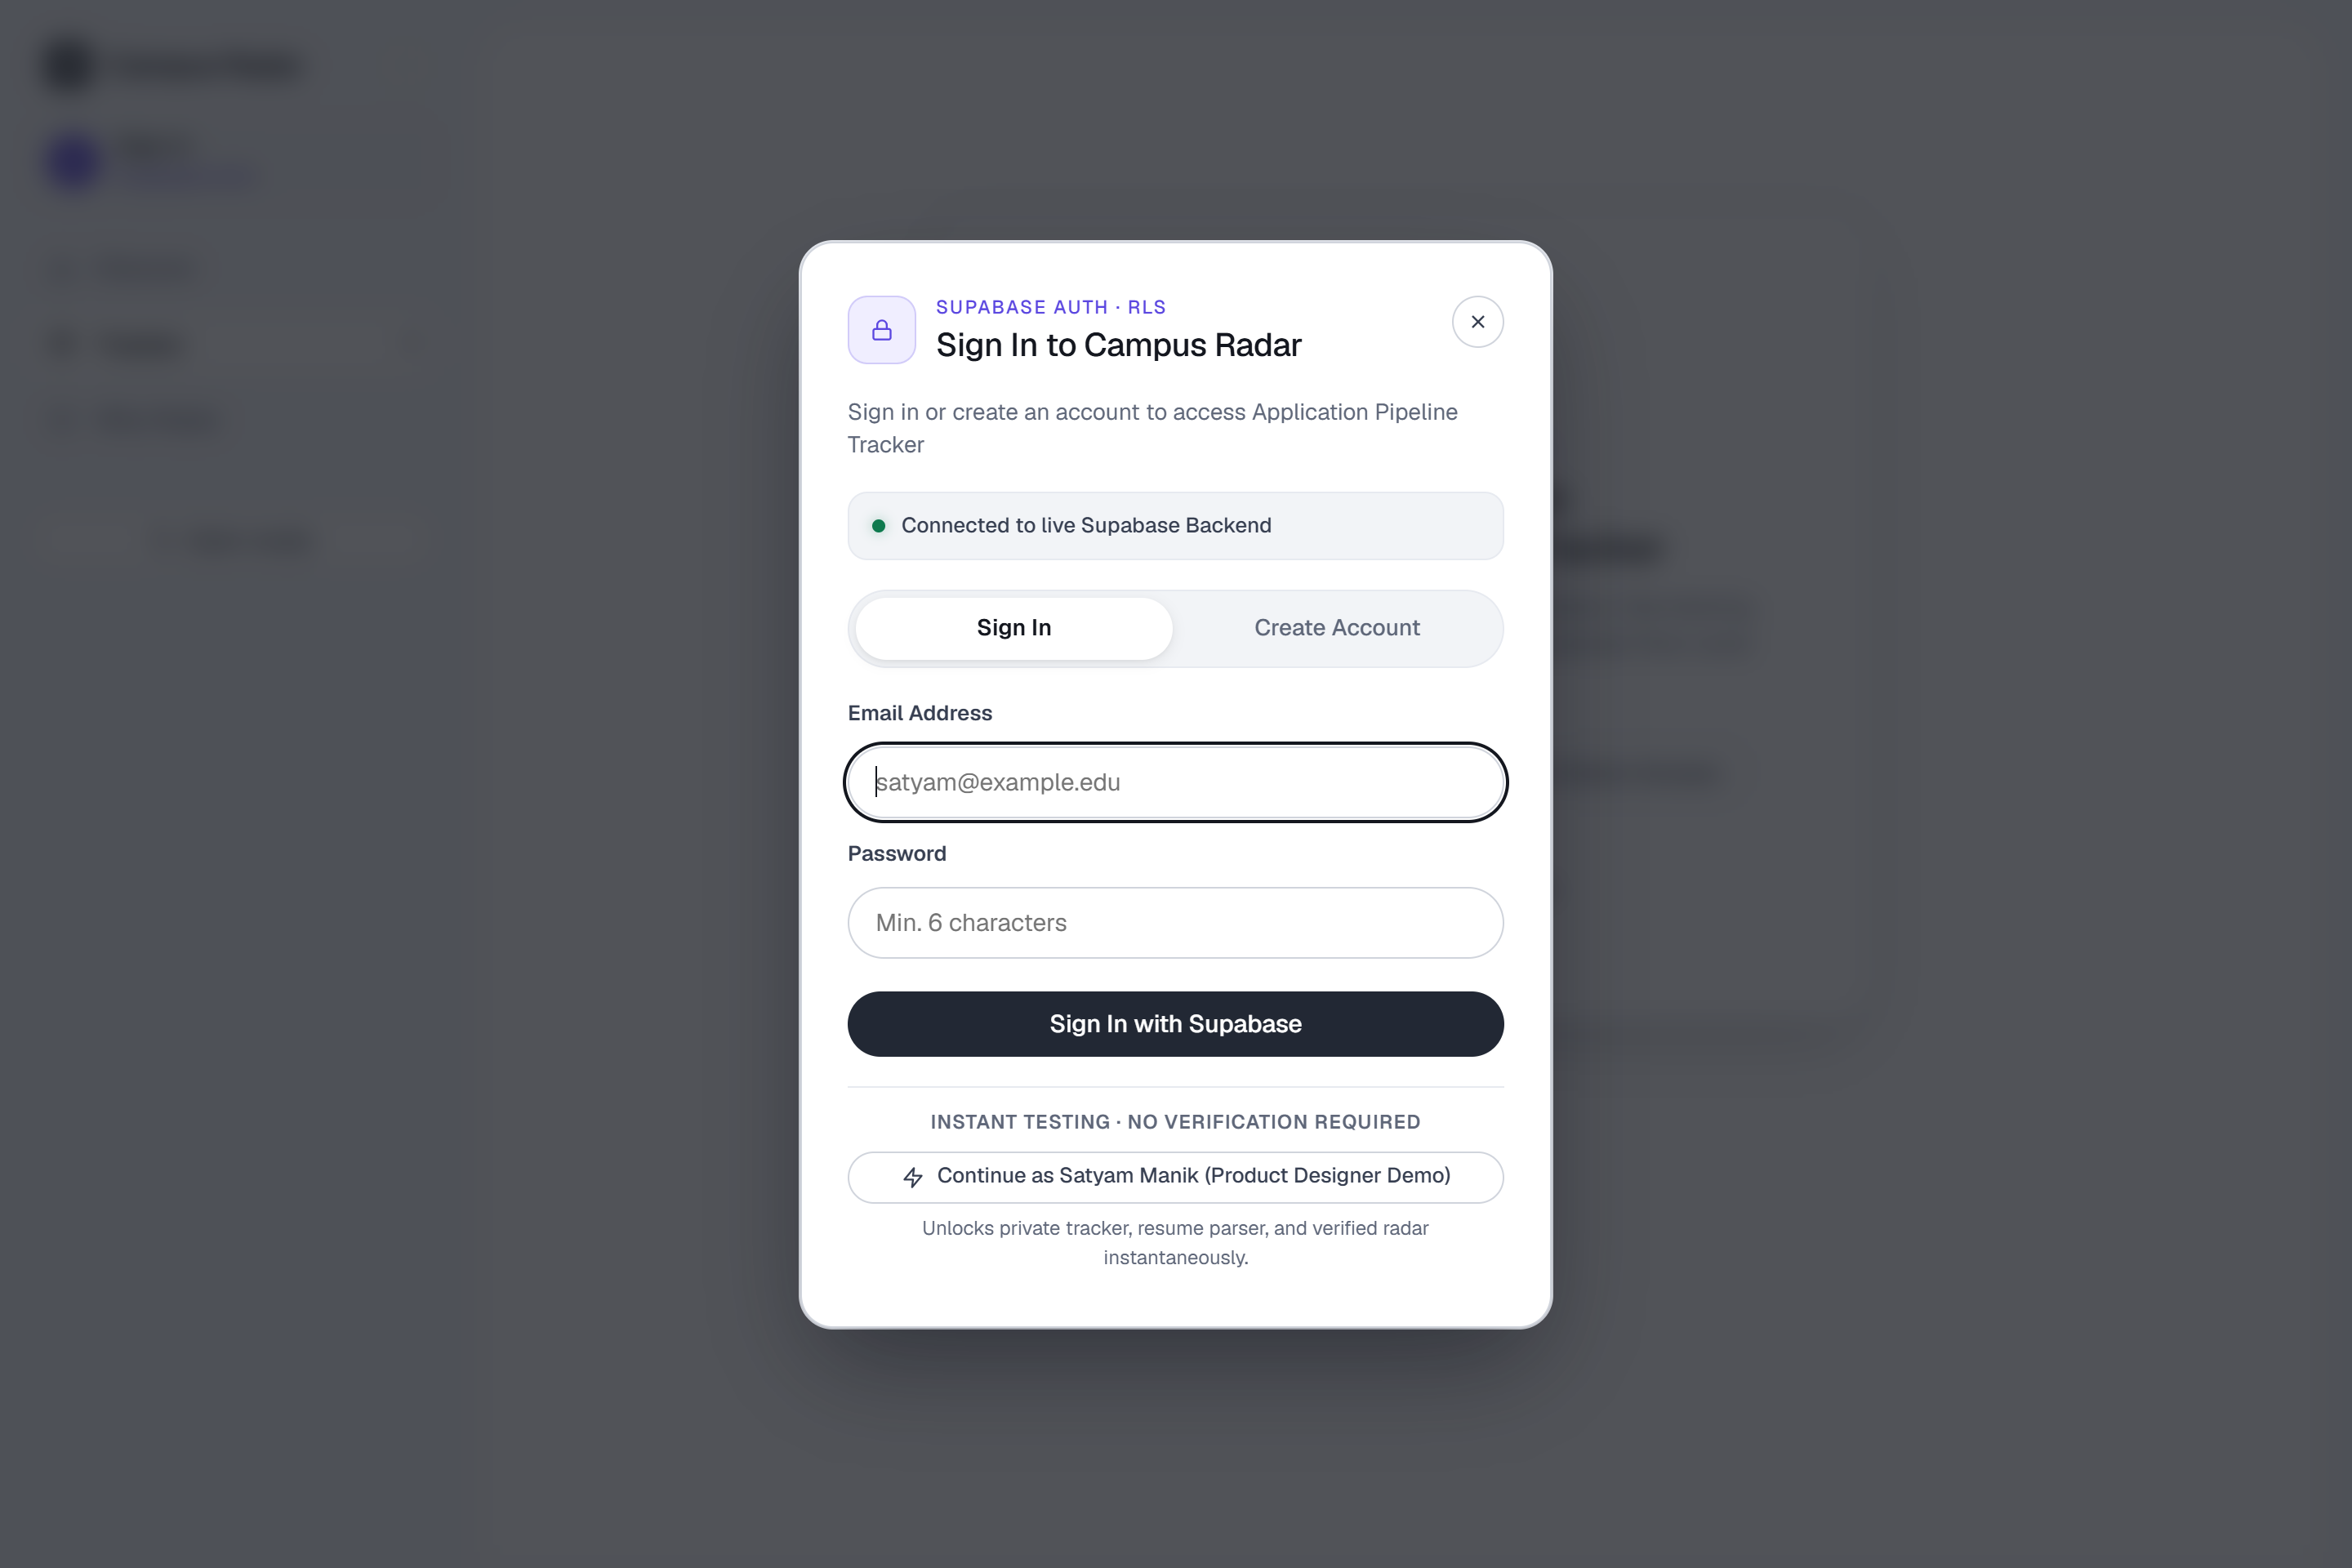 SUPABASE AUTH · RLS
Sign In to Campus Radar
Sign in or create an account to access Application Pipeline
Tracker
Connected to live Supabase Backend
Sign In
Create Account
Email Address
satyam@example.edu
Password
Min. 6 characters
Sign In with Supabase
INSTANT TESTING · NO VERIFICATION REQUIRED
Continue as Satyam Manik (Product Designer Demo)
Unlocks private tracker, resume parser, and verified radar
instantaneously.